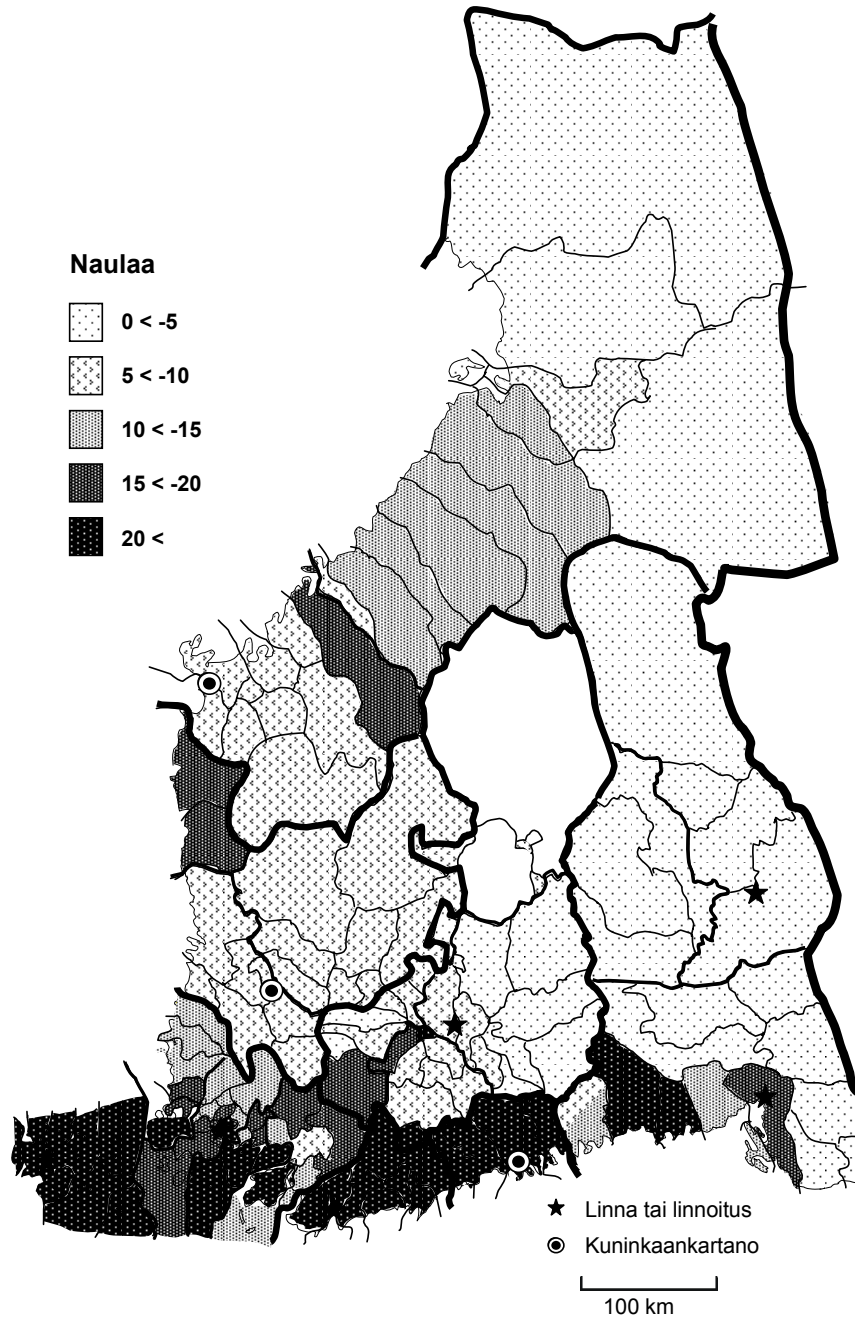 Naulaa
0 < -5
5 < -10
10 < -15
15 < -20
20 <
Linna tai linnoitus
Kuninkaankartano
100 km